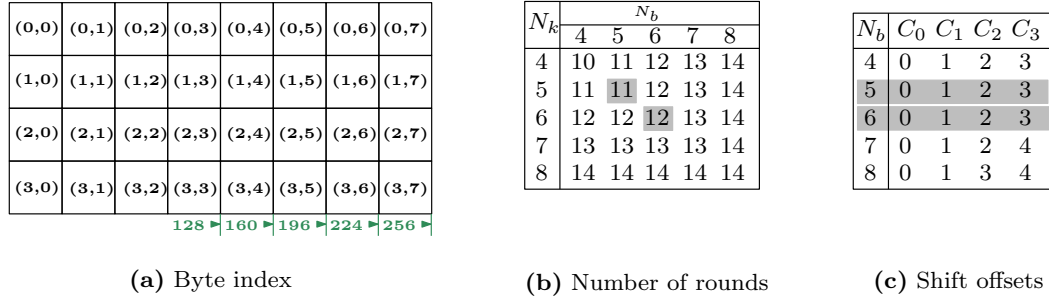 (0,0) (0,1) (0,2) (0,3) (0,4) (0,5) (0,6) (0,7)
(1,0) (1,1) (1,2) (1,3) (1,4) (1,5) (1,6) (1,7)
(2,0) (2,1) (2,2) (2,3) (2,4) (2,5) (2,6) (2,7)
(3,0) (3,1) (3,2) (3,3) (3,4) (3,5) (3,6) (3,7)
128 160 196 224 256
(a) Byte index
N_k N_b
4 5 6 7 8
4 10 11 12 13 14
5 11 11 12 13 14
6 12 12 12 13 14
7 13 13 13 13 14
8 14 14 14 14 14
(b) Number of rounds
N_b C_0 C_1 C_2 C_3
4 0 1 2 3
5 0 1 2 3
6 0 1 2 3
7 0 1 2 4
8 0 1 3 4
(c) Shift offsets